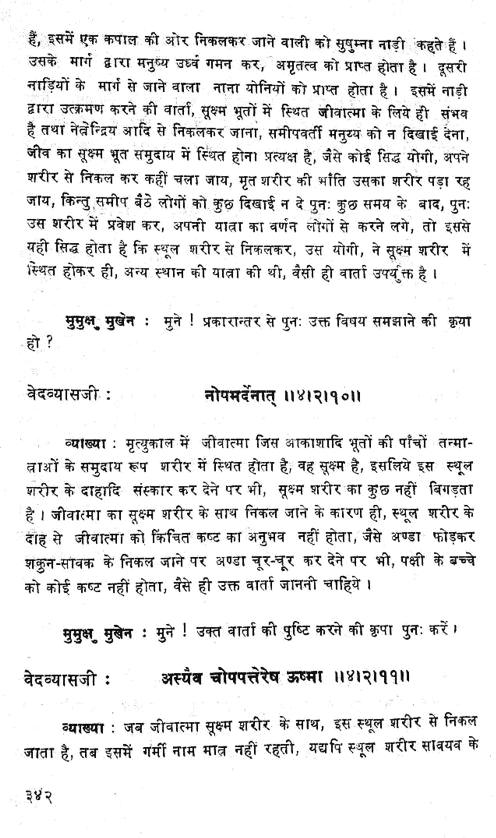 हैं, इसमें एक कपाल की ओर निकलकर जाने वाली को सुषुम्ना नाड़ी कहते हैं ।
उसके मार्ग द्वारा मनुष्य उर्ध्व गमन कर, अमृतत्व को प्राप्त होता है । दूसरी
नाड़ियों के मार्ग से जाने वाला नाना योनियों को प्राप्त होता है । इसमें नाड़ी
द्वारा उत्क्रमण करने की वार्ता, सूक्ष्म भूतों में स्थित जीवात्मा के लिये ही संभव
है तथा नेत्नेन्द्रिय आदि से निकलकर जाना, समीपवर्ती मनुष्य को न दिखाई देना,
जीव का सूक्ष्म भूत समुदाय में स्थित होना प्रत्यक्ष है, जैसे कोई सिद्ध योगी, अपने
शरीर से निकल कर कहीं चला जाय, मृत शरीर की भाँति उसका शरीर पड़ा रह
जाय, किन्तु समीप बैठे लोगों को कुछ दिखाई न दे पुनः कुछ समय के बाद, पुनः
उस शरीर में प्रवेश कर, अपनी यात्रा का वर्णन लोगों से करने लगे, तो इससे
यही सिद्ध होता है कि स्थूल शरीर से निकलकर, उस योगी, ने सूक्ष्म शरीर में
स्थित होकर ही, अन्य स्थान की यात्रा की थी, वैसी ही वार्ता उपर्युक्त है ।
मुमुक्षु मुखेन : मुने ! प्रकारान्तर से पुनः उक्त विषय समझाने की कृपा
हो ?
वेदव्यासजी : नोपमर्देनात् ।।४।२।१०।।
व्याख्या : मृत्युकाल में जीवात्मा जिस आकाशादि भूतों की पाँचों तन्मा-
त्राओं के समुदाय रूप शरीर में स्थित होता है, वह सूक्ष्म है, इसलिये इस स्थूल
शरीर के दाहादि संस्कार कर देने पर भी, सूक्ष्म शरीर का कुछ नहीं बिगड़ता
है । जीवात्मा का सूक्ष्म शरीर के साथ निकल जाने के कारण ही, स्थूल शरीर के
दाह से जीवात्मा को किंचित कष्ट का अनुभव नहीं होता, जैसे अण्डा फोड़कर
शकुन-सावक के निकल जाने पर अण्डा चूर-चूर कर देने पर भी, पक्षी के बच्चे
को कोई कष्ट नहीं होता, वैसे ही उक्त वार्ता जाननी चाहिये ।
मुमुक्षु मुखेन : मुने ! उक्त वार्ता की पुष्टि करने की कृपा पुनः करें ।
वेदव्यासजी : अस्यैव चोपपत्तेरेष ऊष्मा ।।४।२।११।।
व्याख्या : जब जीवात्मा सूक्ष्म शरीर के साथ, इस स्थूल शरीर से निकल
जाता है, तब इसमें गर्मी नाम मात्र नहीं रहती, यद्यपि स्थूल शरीर सावयव के
३४२